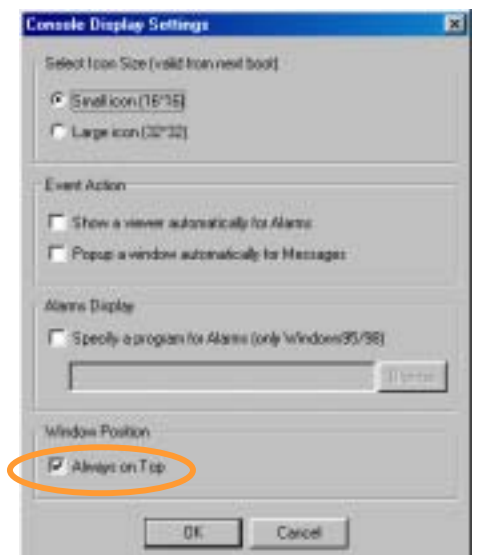 Console Display Settings
Select Icon Size (valid from next boot)
Small icon (16*16)
Large icon (32*32)
Event Action
Show a viewer automatically for Alarms
Popup a window automatically for Messages
Alarms Display
Specify a program for Alarms (only Windows95/98)
Window Position
Always on Top
OK
Cancel